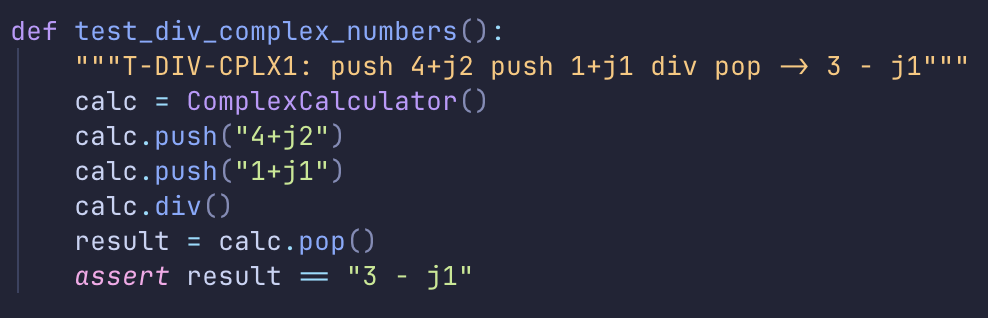 def test_div_complex_numbers():
    """T-DIV-CPLX1: push 4+j2 push 1+j1 div pop -> 3 - j1"""
    calc = ComplexCalculator()
    calc.push("4+j2")
    calc.push("1+j1")
    calc.div()
    result = calc.pop()
    assert result == "3 - j1"